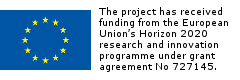 The project has received
funding from the European
Union's Horizon 2020
research and innovation
programme under grant
agreement No 727145.